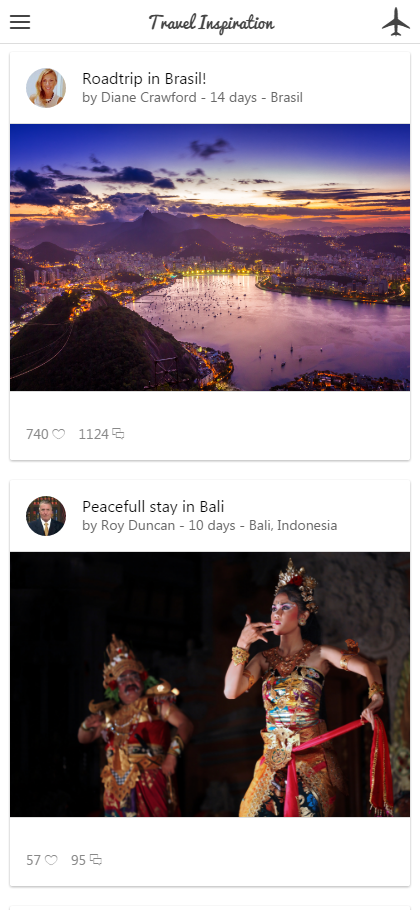 Travel Inspiration
Roadtrip in Brasil!
by Diane Crawford - 14 days - Brasil
740 1124
Peacefull stay in Bali
by Roy Duncan - 10 days - Bali, Indonesia
57 95